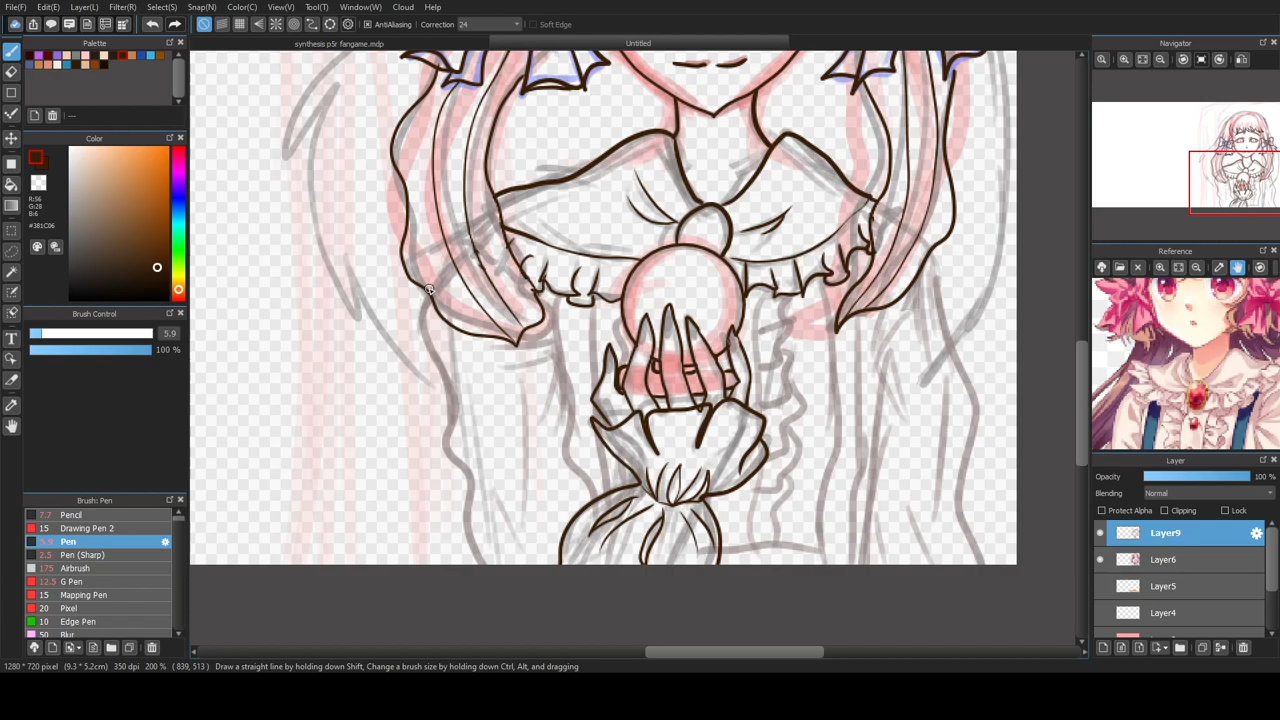 File(F) Edit(E) Layer(L) Filter(R) Select(S) Snap(N) Color(C) View(V) Tool(T) Window(W) Cloud Help
AntiAliasing Correction 24 Soft Edge
Palette synthesis p5r fangame.mdp Untitled Navigator
---
Color
R:56
G:28
B:6
#381C06
Reference
Brush Control
5.9
100 %
Layer
Opacity 100 %
Blending Normal
Protect Alpha Clipping Lock
Brush: Pen
7.7 Pencil
15 Drawing Pen 2
5.9 Pen
2.5 Pen (Sharp)
175 Airbrush
12.5 G Pen
15 Mapping Pen
20 Pixel
10 Edge Pen
50 Blur
Layer9
Layer6
Layer5
Layer4
1280 * 720 pixel (9.3 * 5.2cm) 350 dpi 200 % ( 839, 513 ) Draw a straight line by holding down Shift, Change a brush size by holding down Ctrl, Alt, and dragging